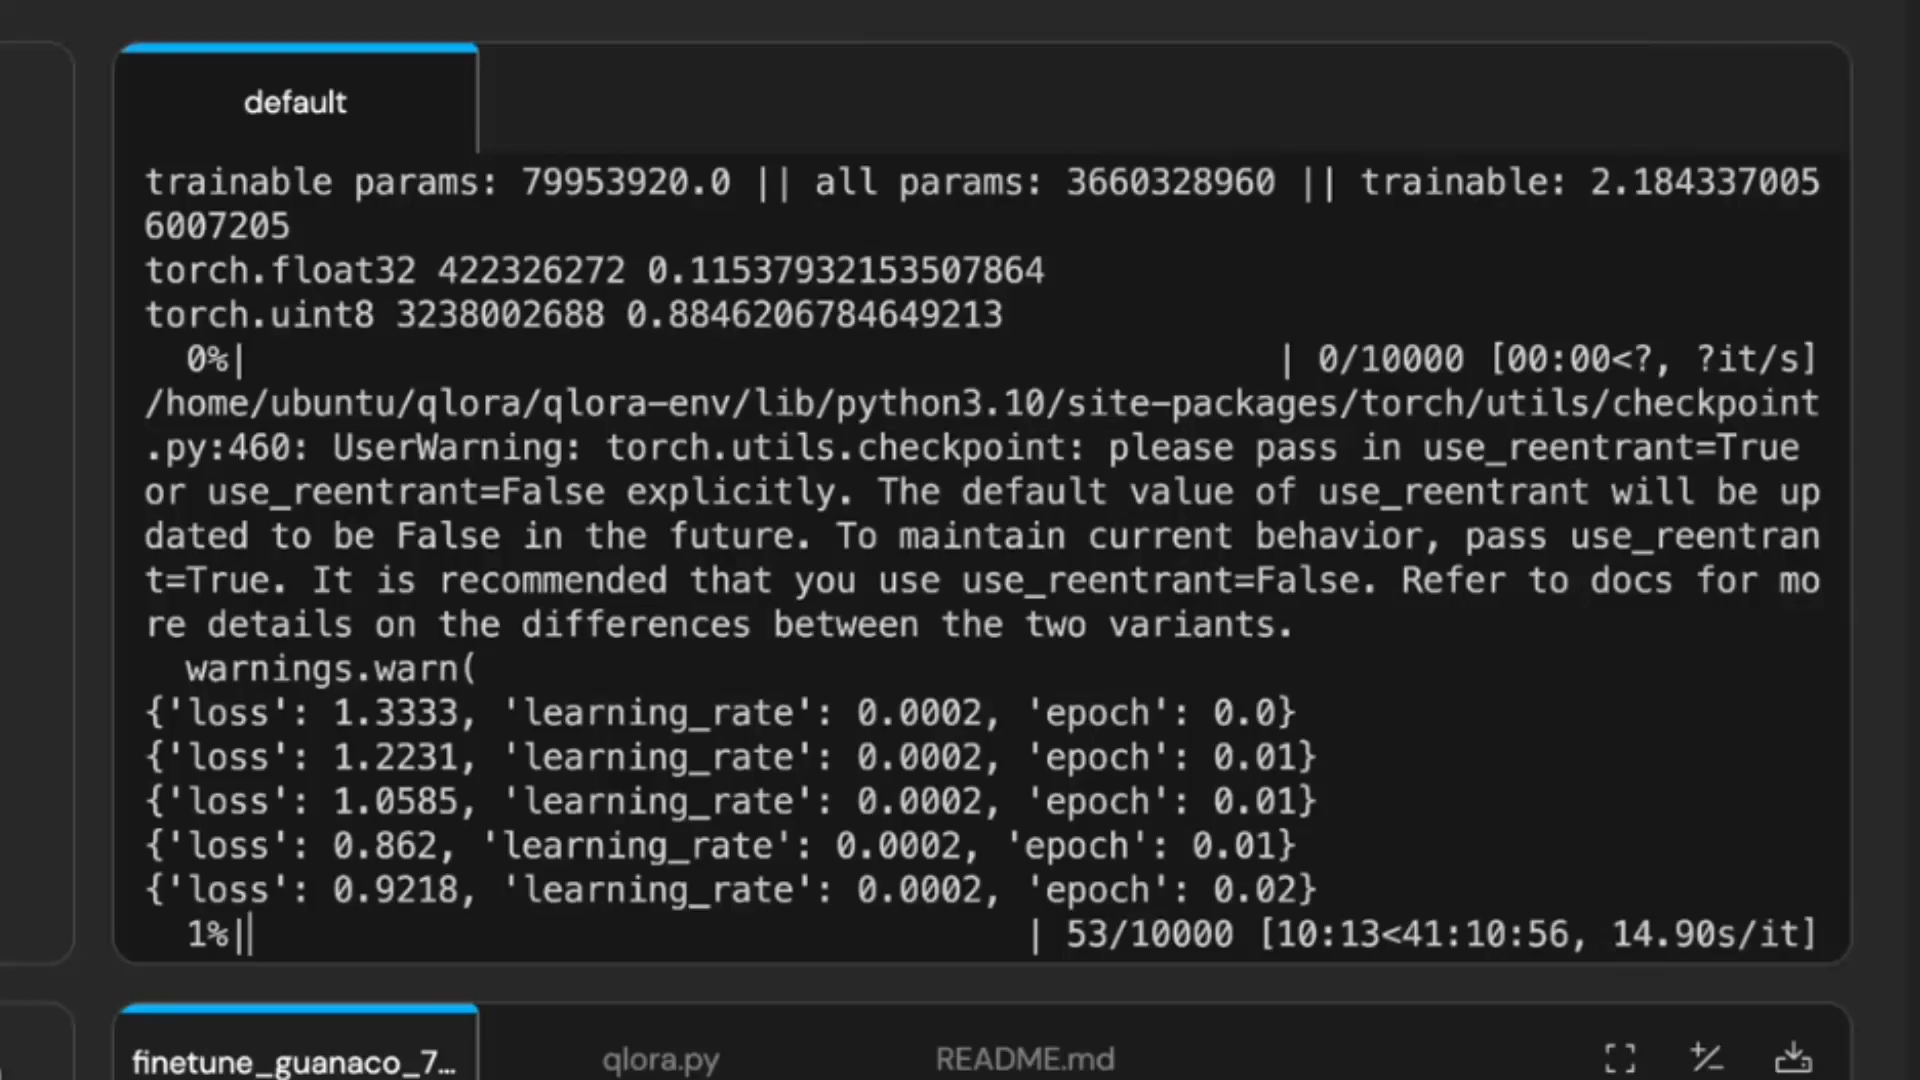 default
trainable params: 79953920.0 || all params: 3660328960 || trainable: 2.184337005
6007205
torch.float32 422326272 0.11537932153507864
torch.uint8 3238002688 0.8846206784649213
0%| | 0/10000 [00:00<?, ?it/s]
/home/ubuntu/qlora/qlora-env/lib/python3.10/site-packages/torch/utils/checkpoint
.py:460: UserWarning: torch.utils.checkpoint: please pass in use_reentrant=True
or use_reentrant=False explicitly. The default value of use_reentrant will be up
dated to be False in the future. To maintain current behavior, pass use_reentran
t=True. It is recommended that you use use_reentrant=False. Refer to docs for mo
re details on the differences between the two variants.
warnings.warn(
{'loss': 1.3333, 'learning_rate': 0.0002, 'epoch': 0.0}
{'loss': 1.2231, 'learning_rate': 0.0002, 'epoch': 0.01}
{'loss': 1.0585, 'learning_rate': 0.0002, 'epoch': 0.01}
{'loss': 0.862, 'learning_rate': 0.0002, 'epoch': 0.01}
{'loss': 0.9218, 'learning_rate': 0.0002, 'epoch': 0.02}
1%|| | 53/10000 [10:13<41:10:56, 14.90s/it]
finetune_guanaco_7... qlora.py README.md